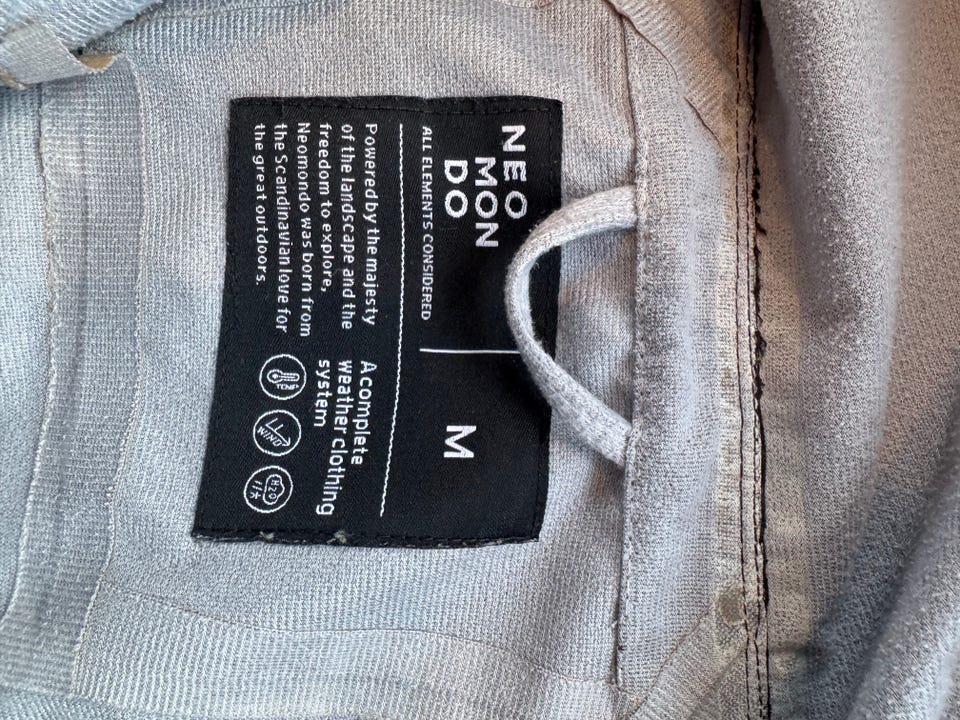 NEO
MON
DO
ALL ELEMENTS CONSIDERED
M
Powered by the majesty
of the landscape and the
freedom to explore,
Neomondo was born from
the Scandinavian love for
the great outdoors.
A complete
weather clothing
system
WIND
H2O